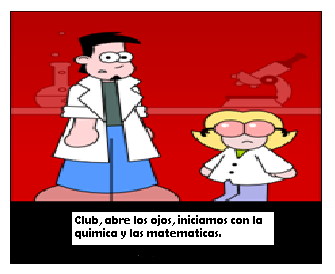 Club, abre los ojos, iniciamos con la
quimica y las matematicas.